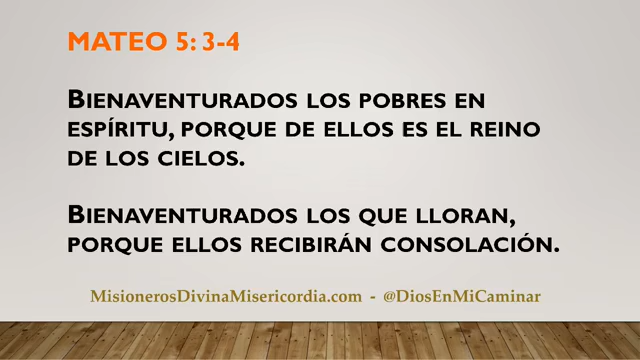 MATEO 5: 3-4
BIENAVENTURADOS LOS POBRES EN
ESPÍRITU, PORQUE DE ELLOS ES EL REINO
DE LOS CIELOS.
BIENAVENTURADOS LOS QUE LLORAN,
PORQUE ELLOS RECIBIRÁN CONSOLACIÓN.
MisionerosDivinaMisericordia.com - @DiosEnMiCaminar